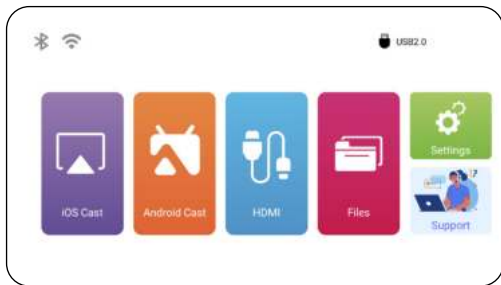 USB2.0
Settings
iOS Cast
Android Cast
HDMI
Files
Support